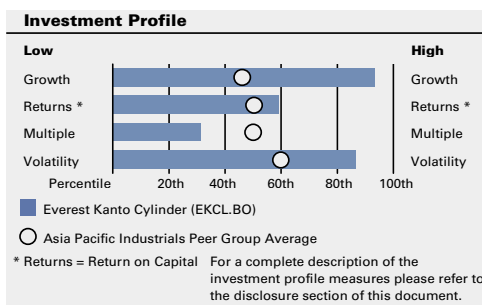 Investment Profile
Low High
Growth Growth
Returns * Returns *
Multiple Multiple
Volatility Volatility
Percentile 20th 40th 60th 80th 100th
Everest Kanto Cylinder (EKCL.BO)
Asia Pacific Industrials Peer Group Average
* Returns = Return on Capital For a complete description of the
investment profile measures please refer to
the disclosure section of this document.